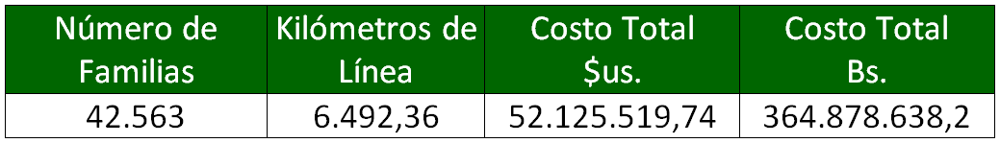 Número de Familias
Kilómetros de Línea
Costo Total $us.
Costo Total Bs.
42.563
6.492,36
52.125.519,74
364.878.638,2